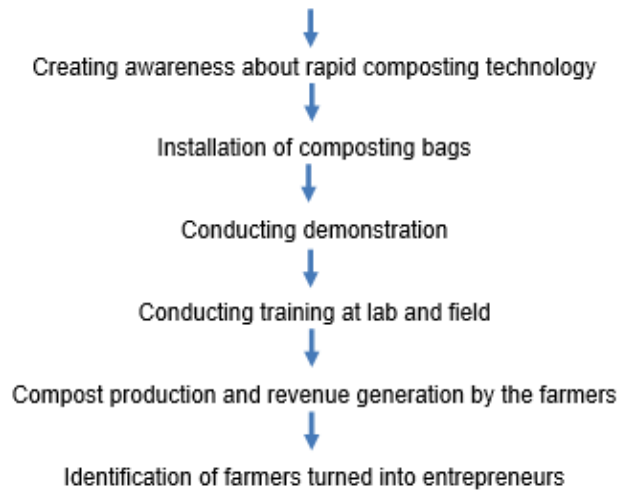 Creating awareness about rapid composting technology
Installation of composting bags
Conducting demonstration
Conducting training at lab and field
Compost production and revenue generation by the farmers
Identification of farmers turned into entrepreneurs